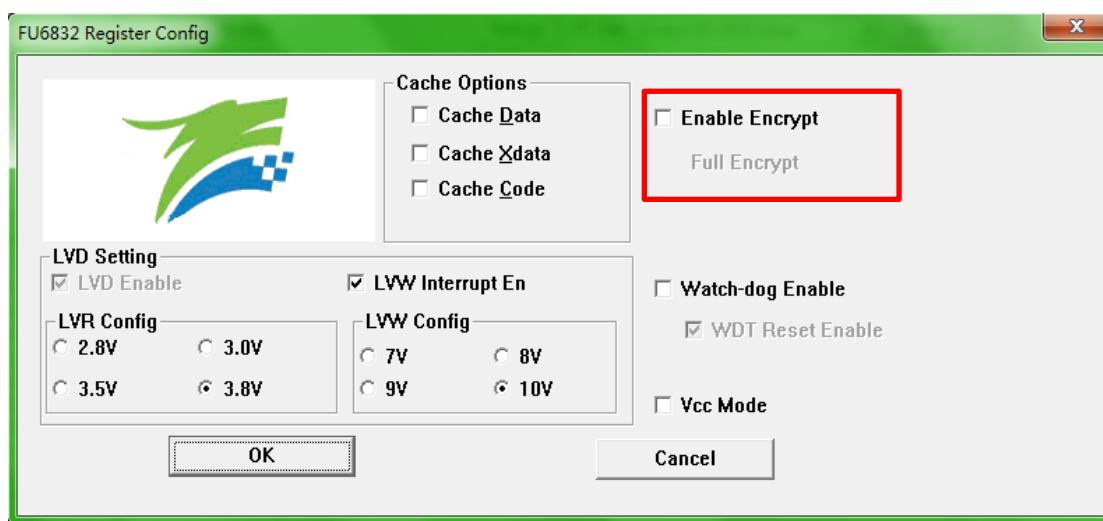 FU6832 Register Config
x
Cache Options
Cache Data
Cache Xdata
Cache Code
Enable Encrypt
Full Encrypt
LVD Setting
LVD Enable
LVW Interrupt En
LVR Config
2.8V 3.0V
3.5V 3.8V
LVW Config
7V 8V
9V 10V
Watch-dog Enable
WDT Reset Enable
Vcc Mode
OK
Cancel